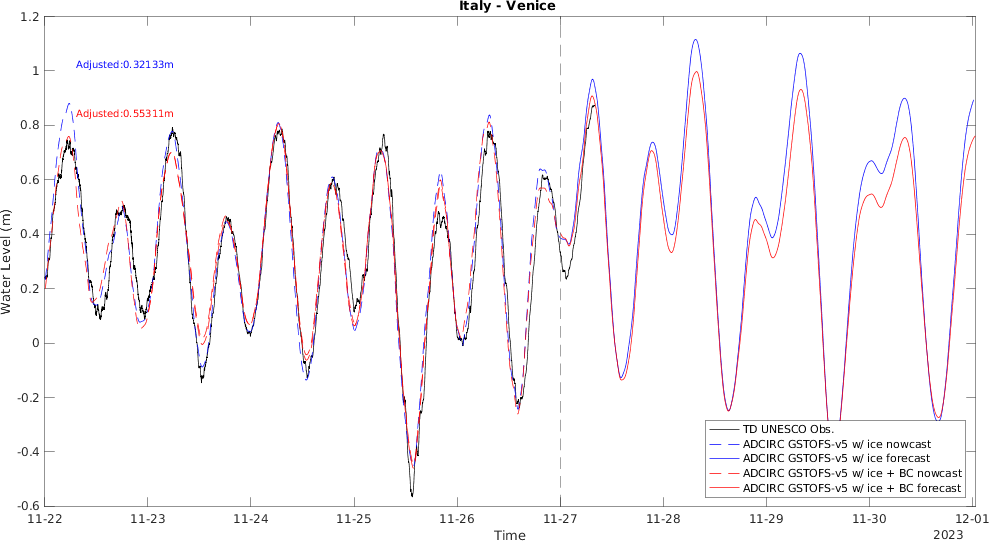 Italy - Venice
Adjusted:0.32133m
Adjusted:0.55311m
Water Level (m)
1.2
1
0.8
0.6
0.4
0.2
0
-0.2
-0.4
-0.6
TD UNESCO Obs.
ADCIRC GSTOFS-v5 w/ ice nowcast
ADCIRC GSTOFS-v5 w/ ice forecast
ADCIRC GSTOFS-v5 w/ ice + BC nowcast
ADCIRC GSTOFS-v5 w/ ice + BC forecast
11-22 11-23 11-24 11-25 11-26 11-27 11-28 11-29 11-30 12-01
Time
2023